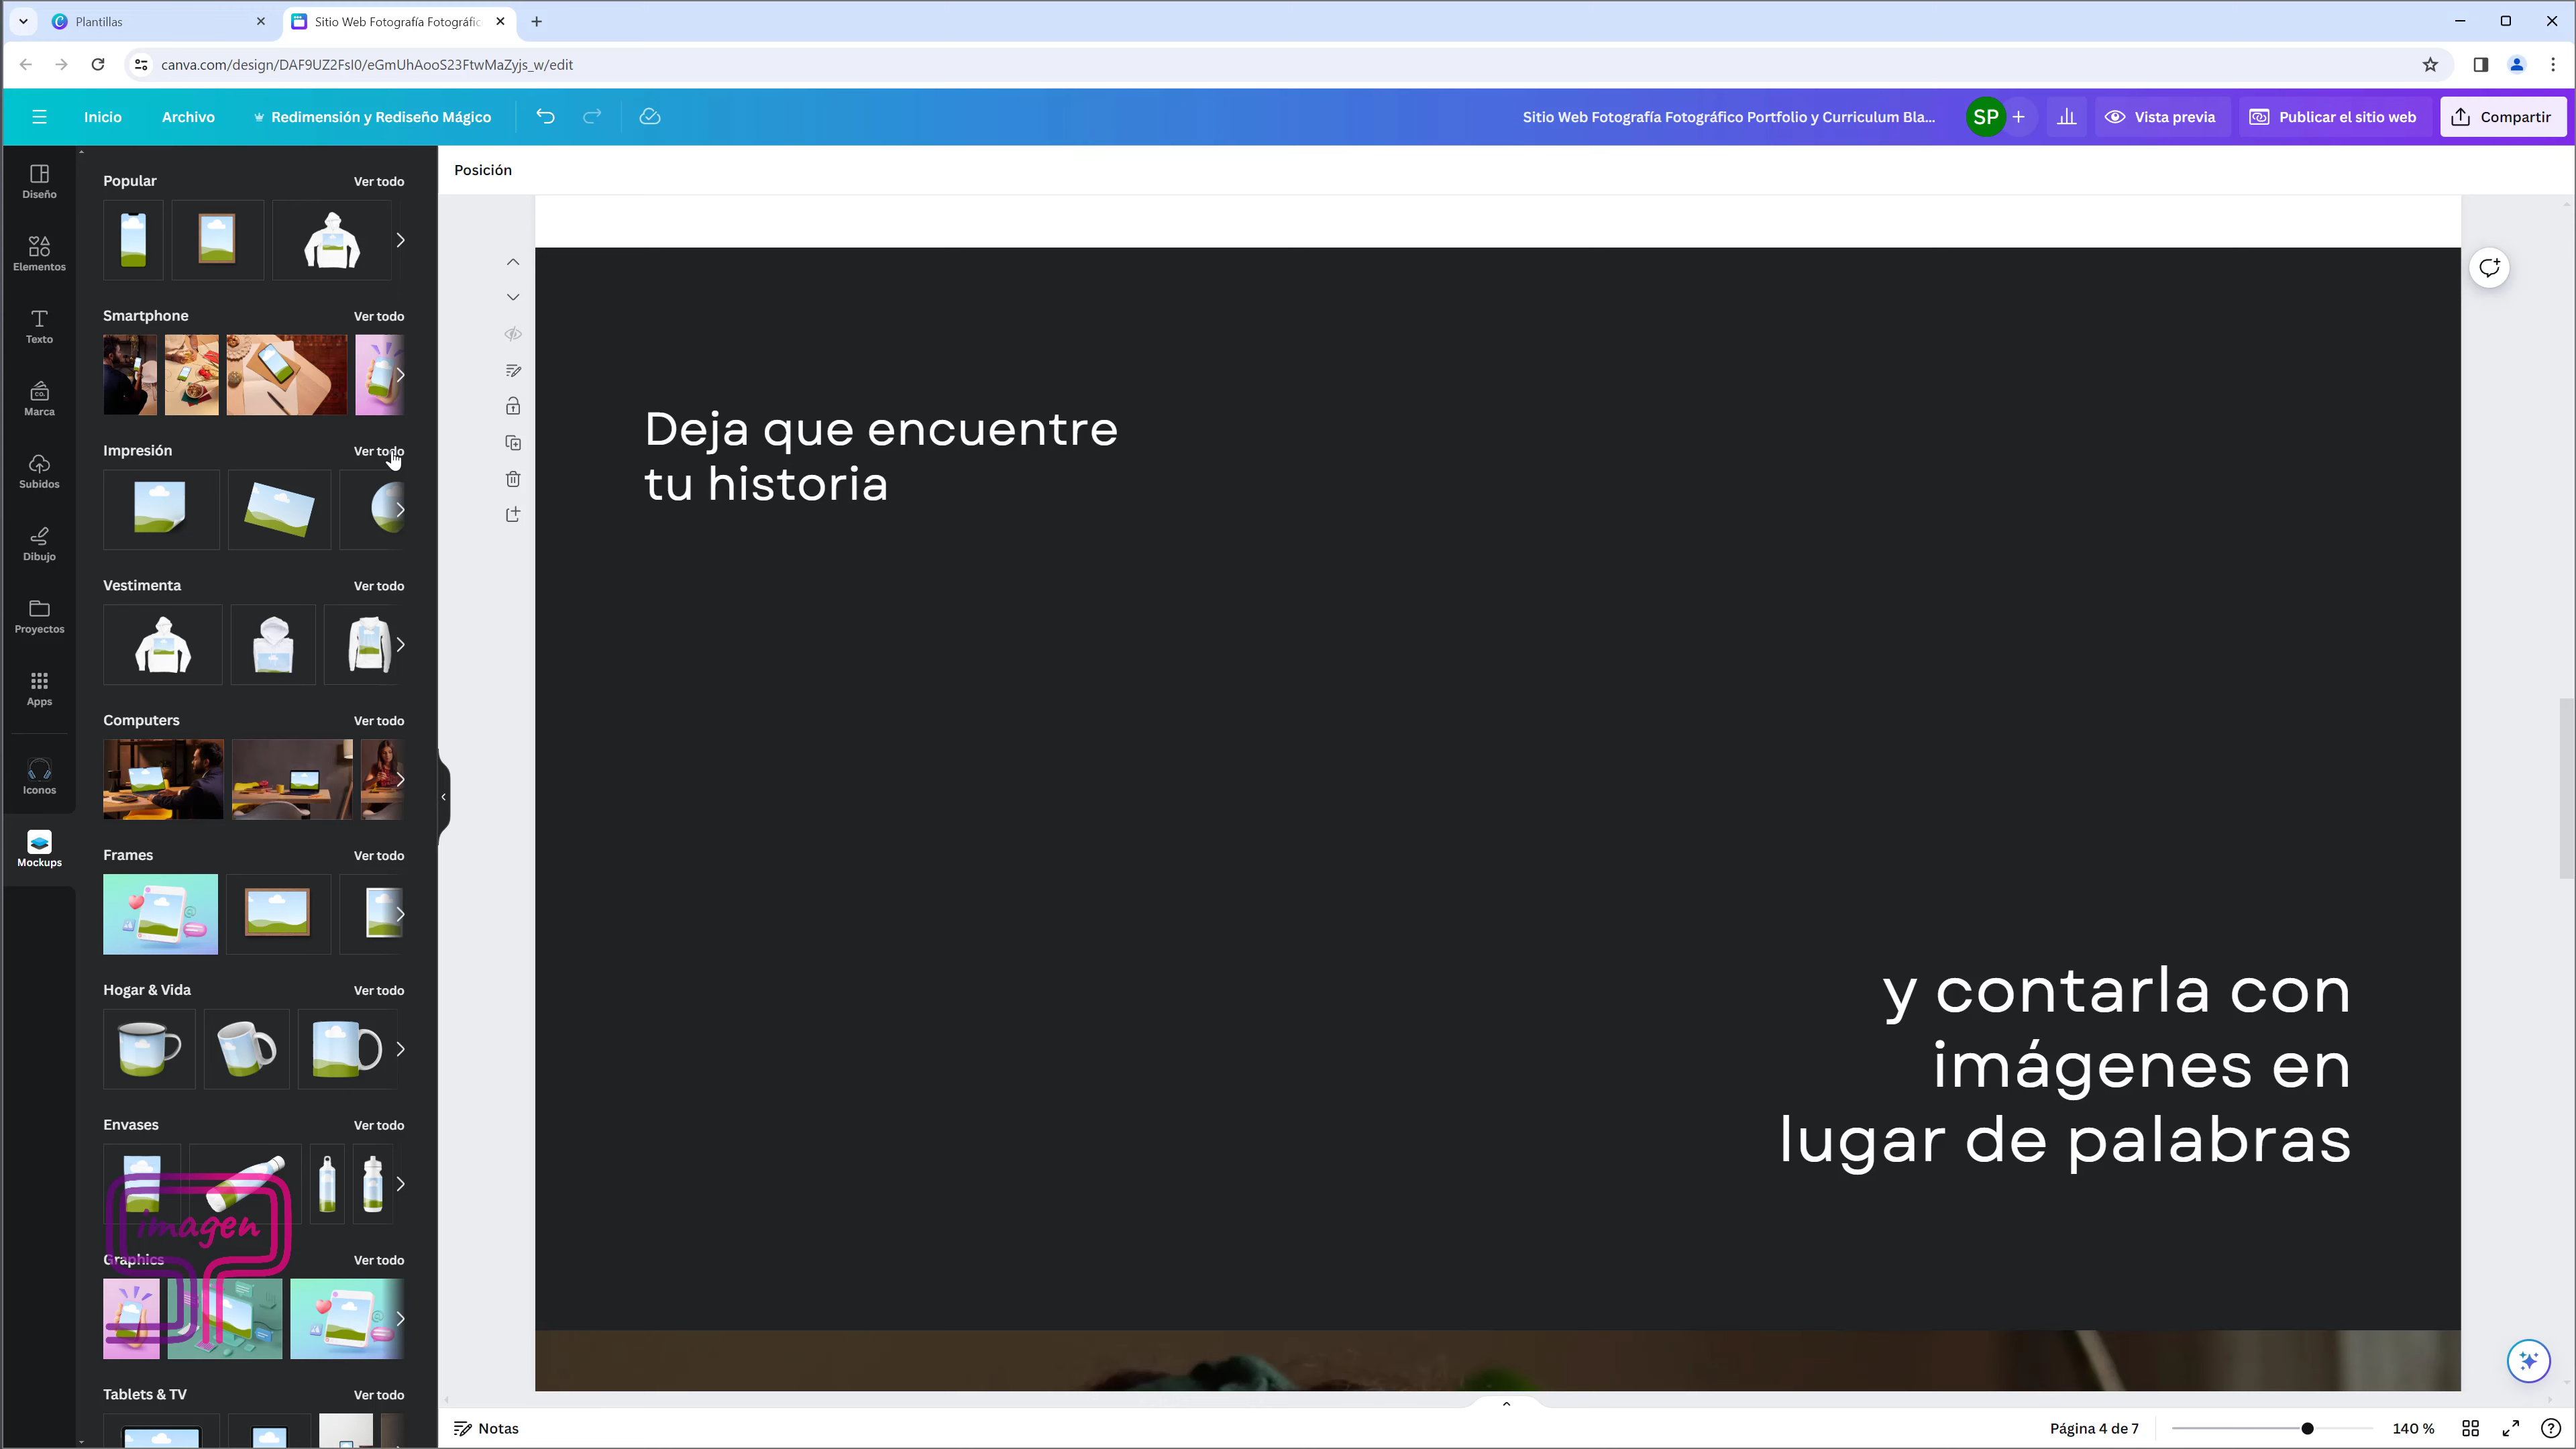 Plantillas
Sitio Web Fotografía Fotográfic
canva.com/design/DAF9UZ2FsI0/eGmUhAooS23FtwMaZyjs_w/edit
Inicio
Archivo
Redimensión y Rediseño Mágico
Sitio Web Fotografía Fotográfico Portfolio y Curriculum Bla...
SP
Vista previa
Publicar el sitio web
Compartir
Diseño
Elementos
Texto
Marca
Subidos
Dibujo
Proyectos
Apps
Iconos
Mockups
Popular
Ver todo
Smartphone
Ver todo
Impresión
Ver todo
Vestimenta
Ver todo
Computers
Ver todo
Frames
Ver todo
Hogar & Vida
Ver todo
Envases
Ver todo
imagen
Graphics
Ver todo
Tablets & TV
Ver todo
Posición
Deja que encuentre
tu historia
y contarla con
imágenes en
lugar de palabras
Notas
Página 4 de 7
140 %